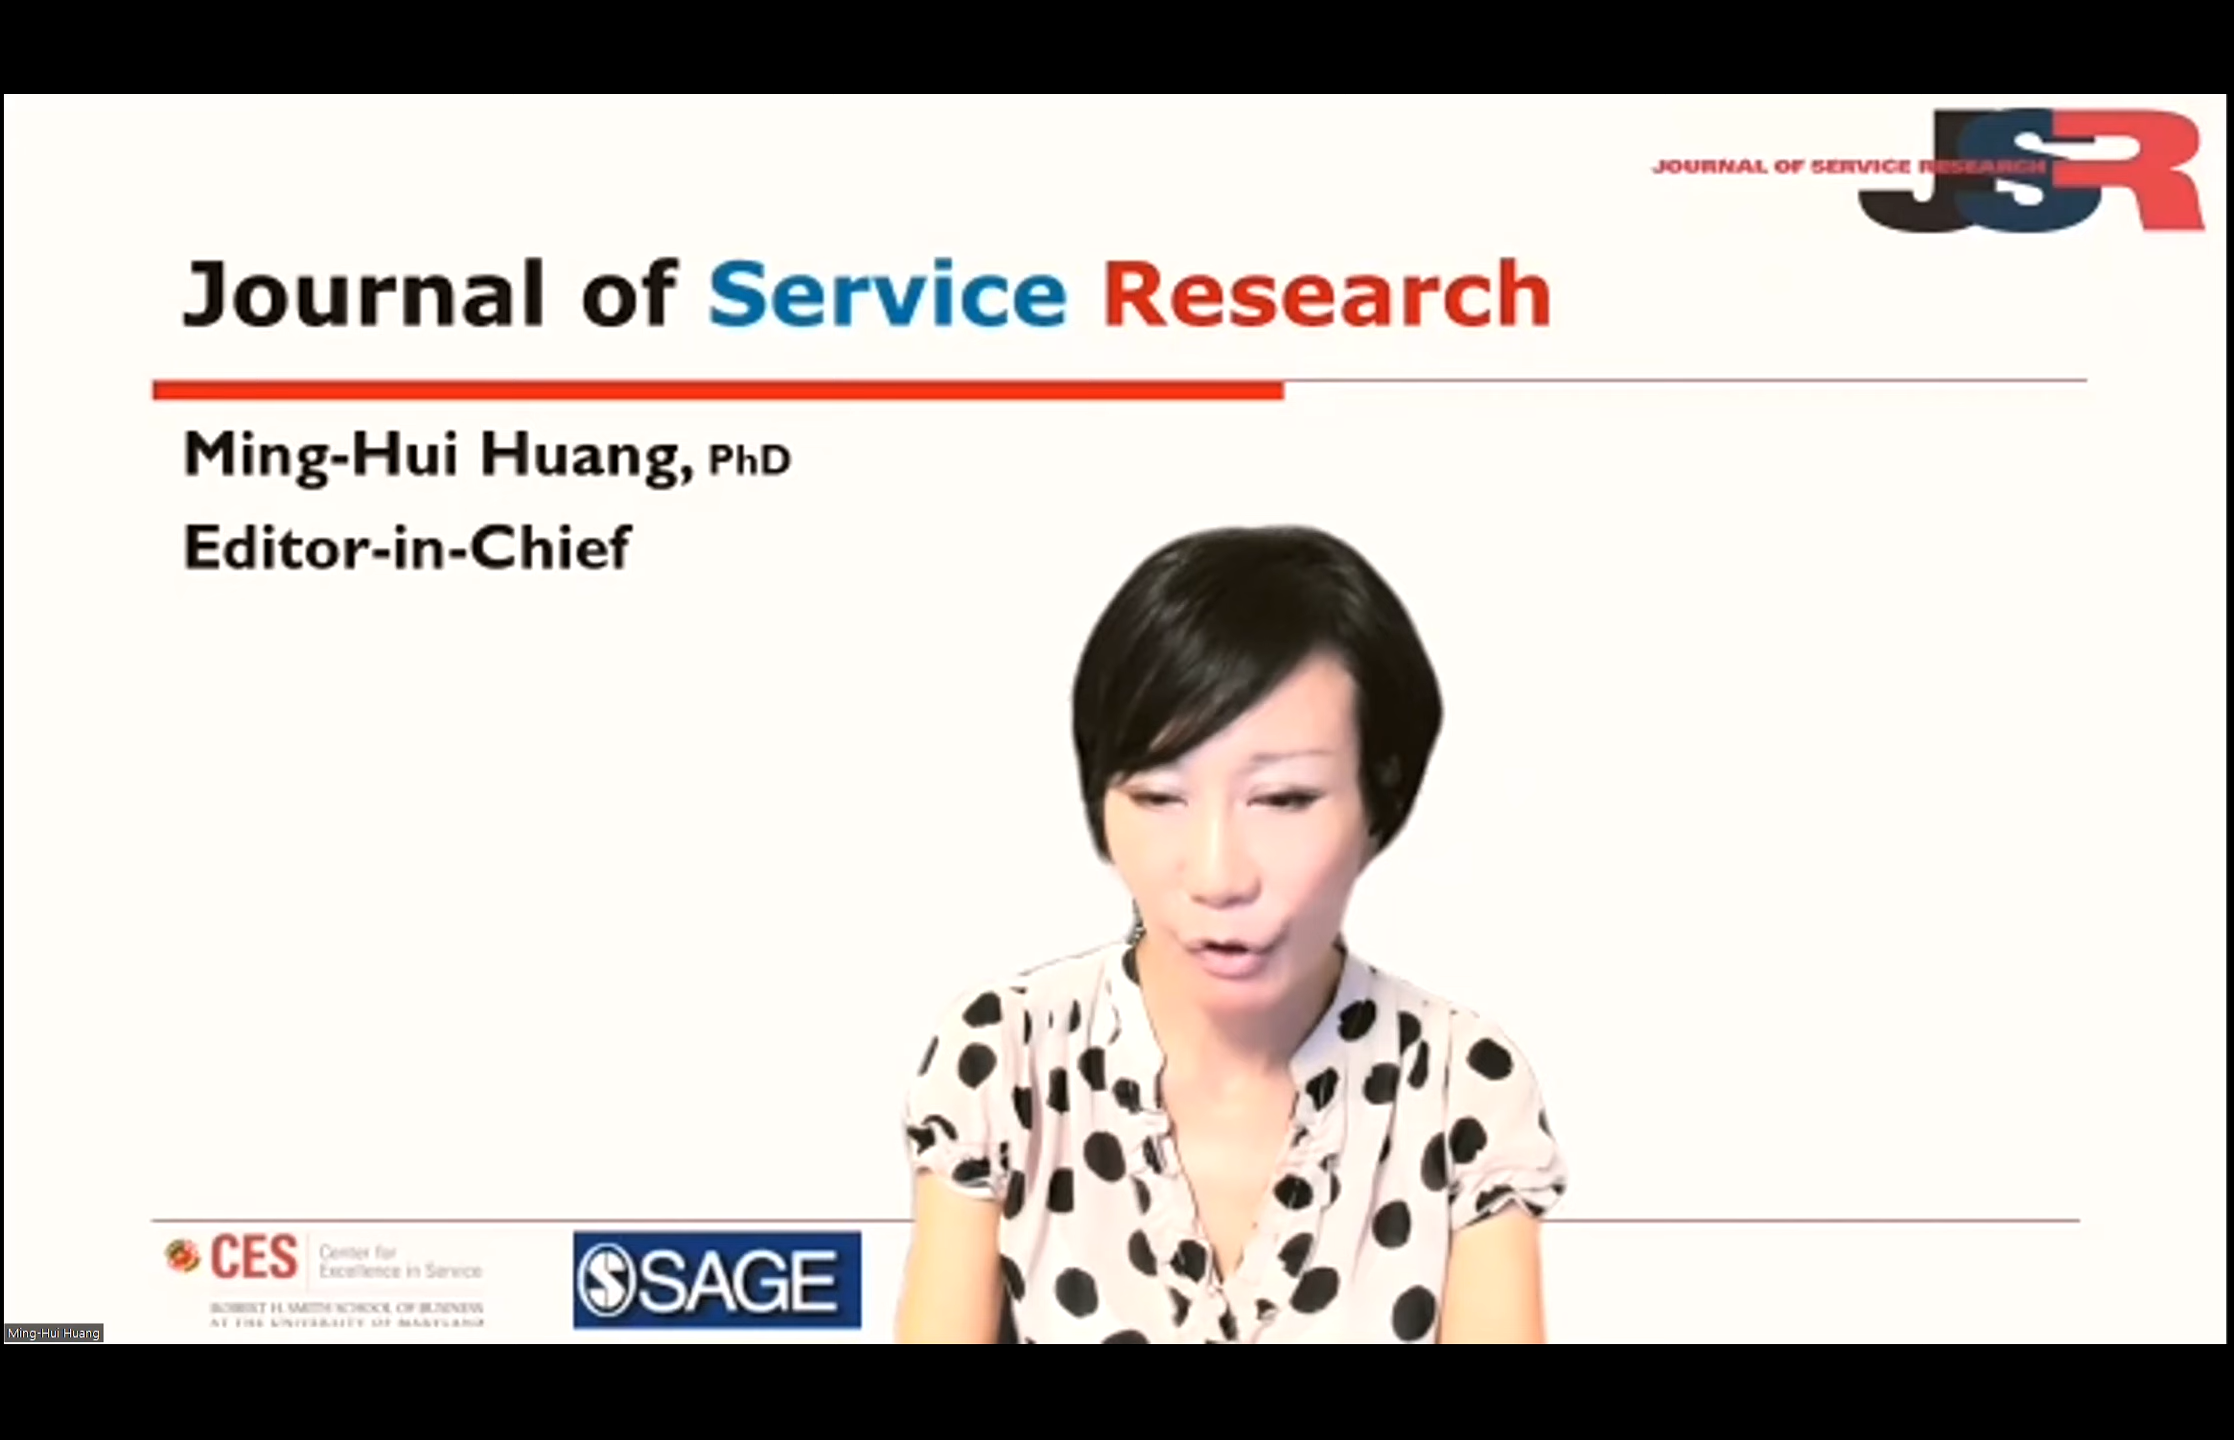 JOURNAL OF SERVICE RESEARCH
JSR
Journal of Service Research
Ming-Hui Huang, PhD
Editor-in-Chief
CES
Center for
Excellence in Service
ROBERT H. SMITH SCHOOL OF BUSINESS
AT THE UNIVERSITY OF MARYLAND
S SAGE
Ming-Hui Huang